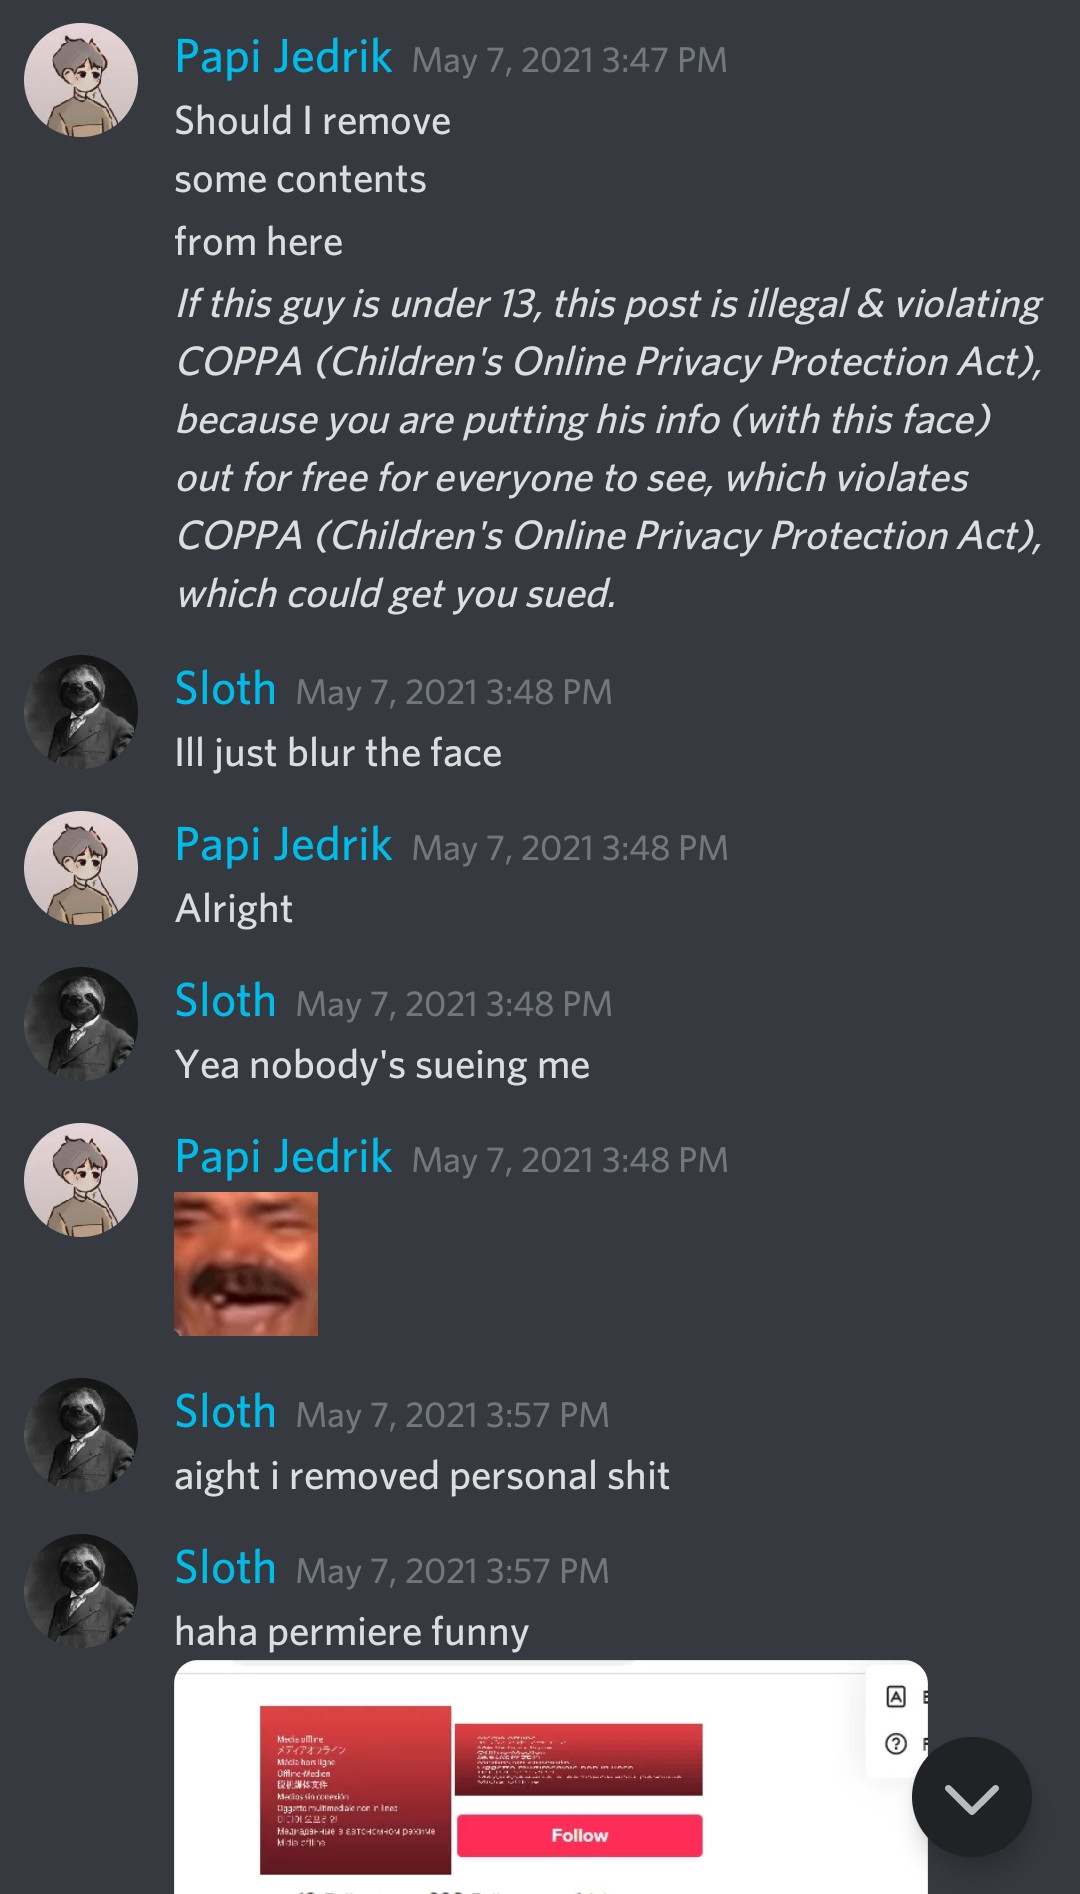 Papi Jedrik May 7, 2021 3:47 PM
Should I remove
some contents
from here
If this guy is under 13, this post is illegal & violating
COPPA (Children's Online Privacy Protection Act),
because you are putting his info (with this face)
out for free for everyone to see, which violates
COPPA (Children's Online Privacy Protection Act),
which could get you sued.
Sloth May 7, 2021 3:48 PM
Ill just blur the face
Papi Jedrik May 7, 2021 3:48 PM
Alright
Sloth May 7, 2021 3:48 PM
Yea nobody's sueing me
Papi Jedrik May 7, 2021 3:48 PM
Sloth May 7, 2021 3:57 PM
aight i removed personal shit
Sloth May 7, 2021 3:57 PM
haha permiere funny
Media offline
メディアオフライン
Média hors ligne
Offline-Medien
脱机媒体文件
Medios sin conexión
Oggetto multimediale non in linea
미디어 오프라인
Медиаданные в автономном режиме
Mídia offline
Follow